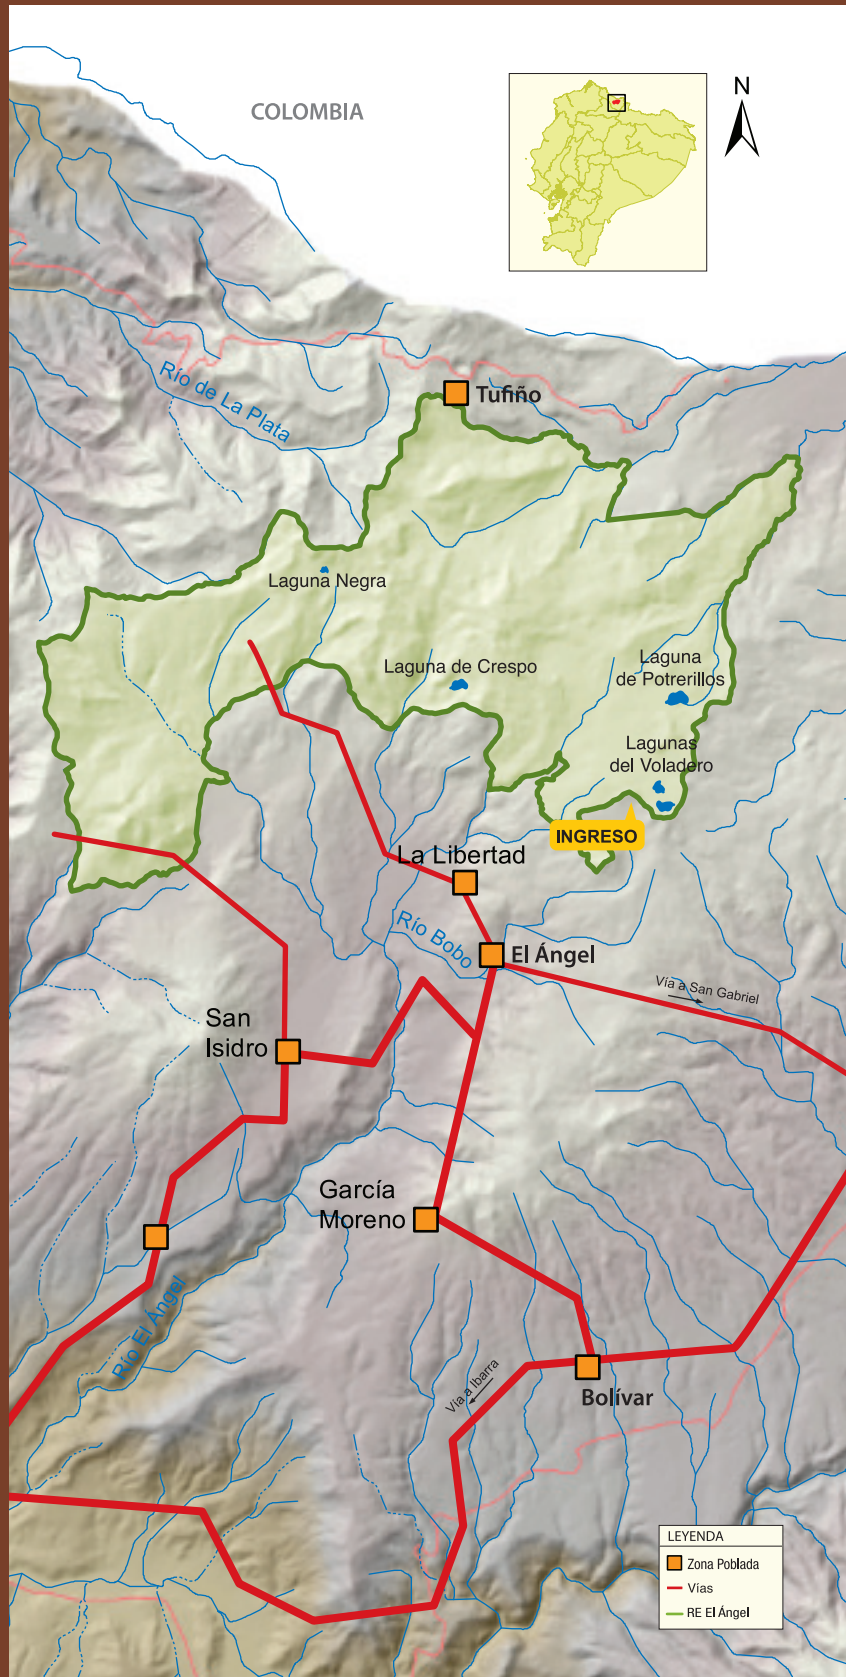 COLOMBIA
N
Río de La Plata
Tufiño
Laguna Negra
Laguna de Crespo
Laguna
de Potrerillos
Lagunas
del Voladero
INGRESO
La Libertad
Río Bobo
El Ángel
Vía a San Gabriel
San
Isidro
García
Moreno
Río El Ángel
Vía a Ibarra
Bolívar
LEYENDA
Zona Poblada
Vías
RE El Ángel